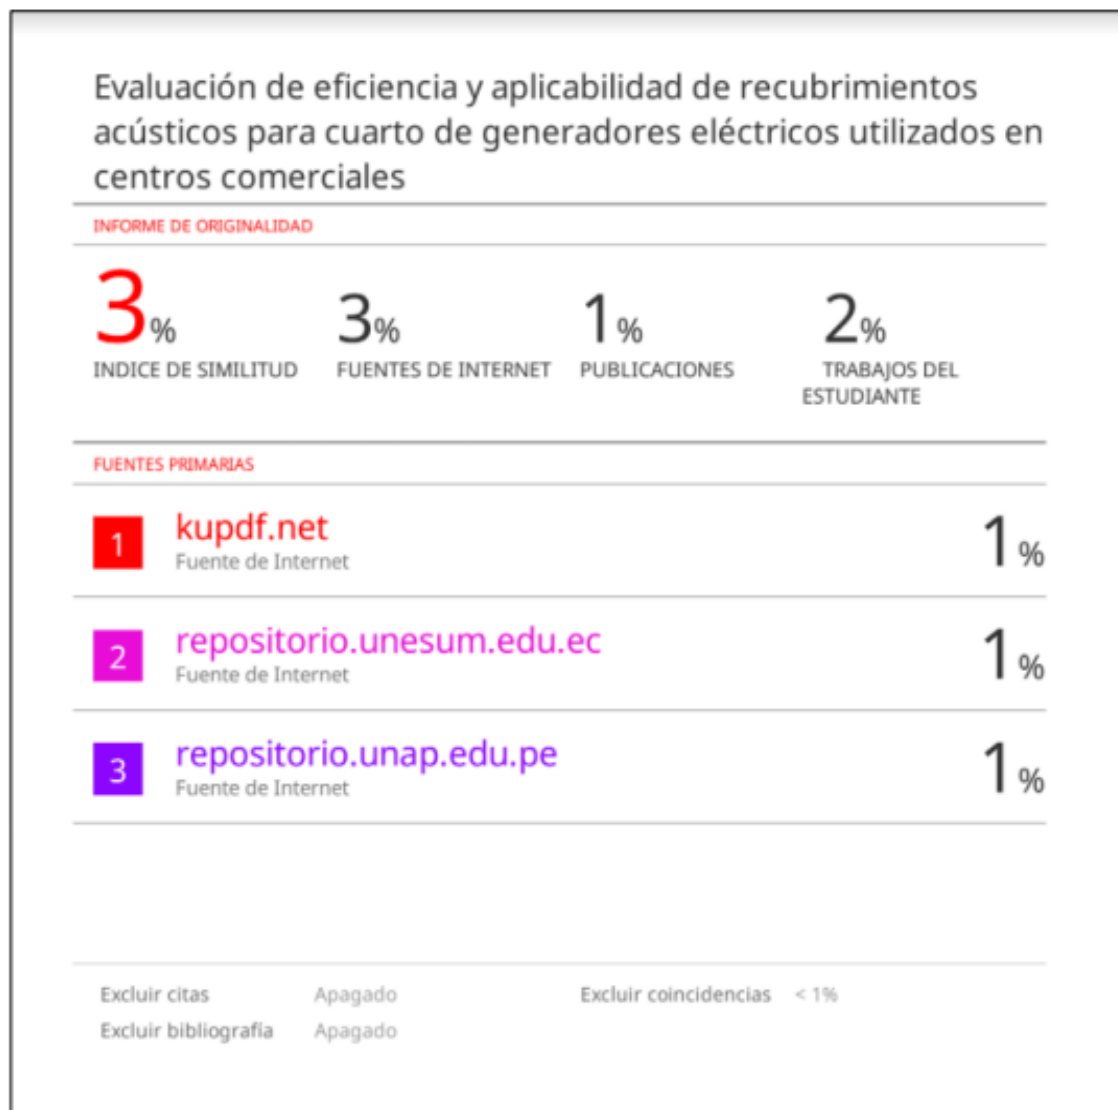 Evaluación de eficiencia y aplicabilidad de recubrimientos
acústicos para cuarto de generadores eléctricos utilizados en
centros comerciales
INFORME DE ORIGINALIDAD
3% 3% 1% 2%
INDICE DE SIMILITUD FUENTES DE INTERNET PUBLICACIONES TRABAJOS DEL
ESTUDIANTE
FUENTES PRIMARIAS
1 kupdf.net 1%
Fuente de Internet
2 repositorio.unesum.edu.ec 1%
Fuente de Internet
3 repositorio.unap.edu.pe 1%
Fuente de Internet
Excluir citas Apagado Excluir coincidencias < 1%
Excluir bibliografía Apagado